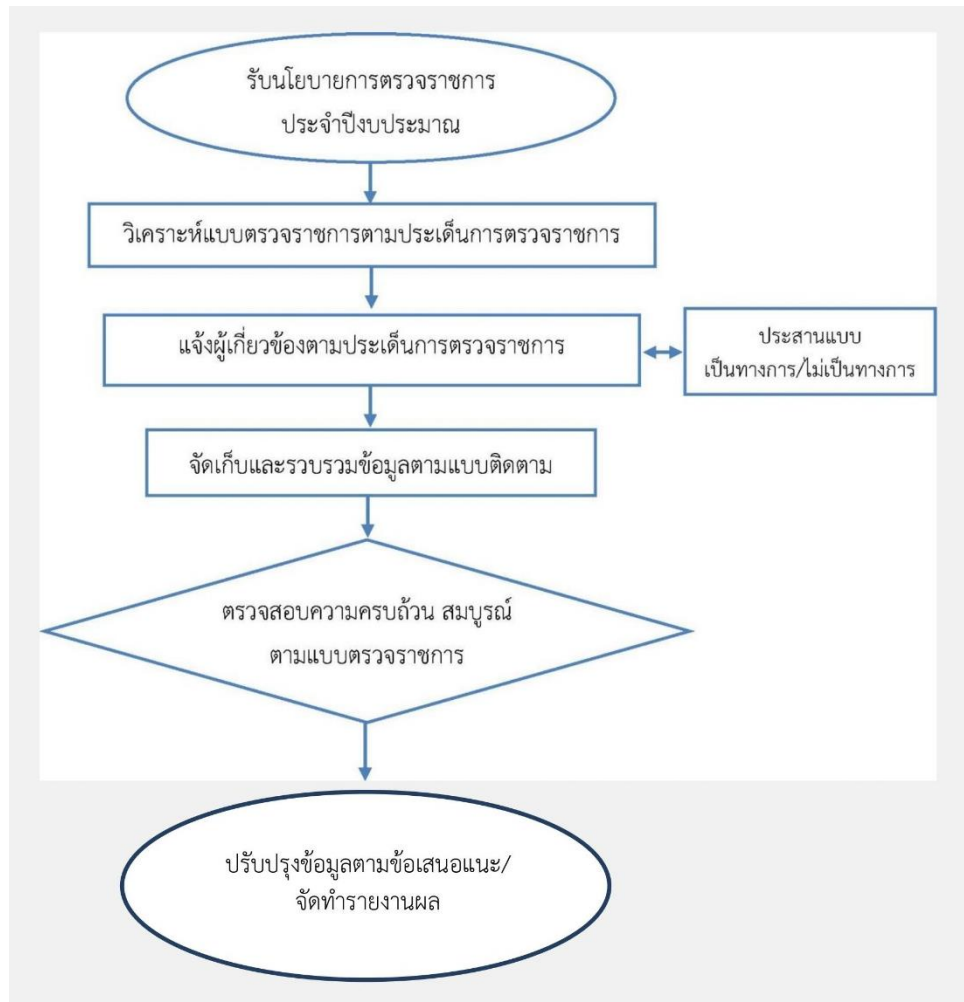 รับนโยบายการตรวจราชการ
ประจำปีงบประมาณ
วิเคราะห์แบบตรวจราชการตามประเด็นการตรวจราชการ
แจ้งผู้เกี่ยวข้องตามประเด็นการตรวจราชการ
ประสานแบบ
เป็นทางการ/ไม่เป็นทางการ
จัดเก็บและรวบรวมข้อมูลตามแบบติดตาม
ตรวจสอบความครบถ้วน สมบูรณ์
ตามแบบตรวจราชการ
ปรับปรุงข้อมูลตามข้อเสนอแนะ/
จัดทำรายงานผล